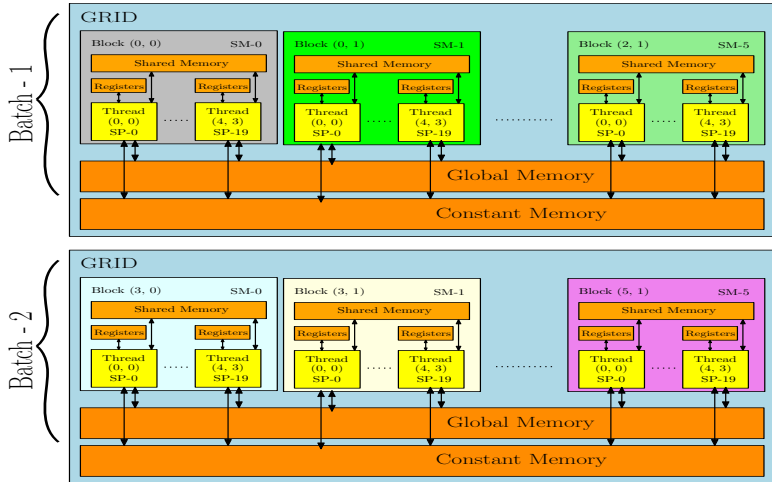 Batch - 1
GRID
Block (0, 0) SM-0
Shared Memory
Registers Registers
Thread (0, 0) SP-0 ..... Thread (4, 3) SP-19
Block (0, 1) SM-1
Shared Memory
Registers Registers
Thread (0, 0) SP-0 ..... Thread (4, 3) SP-19
...........
Block (2, 1) SM-5
Shared Memory
Registers Registers
Thread (0, 0) SP-0 ..... Thread (4, 3) SP-19
Global Memory
Constant Memory
Batch - 2
GRID
Block (3, 0) SM-0
Shared Memory
Registers Registers
Thread (0, 0) SP-0 ..... Thread (4, 3) SP-19
Block (3, 1) SM-1
Shared Memory
Registers Registers
Thread (0, 0) SP-0 ..... Thread (4, 3) SP-19
...........
Block (5, 1) SM-5
Shared Memory
Registers Registers
Thread (0, 0) SP-0 ..... Thread (4, 3) SP-19
Global Memory
Constant Memory